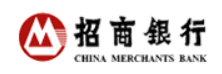 招商银行
CHINA MERCHANTS BANK